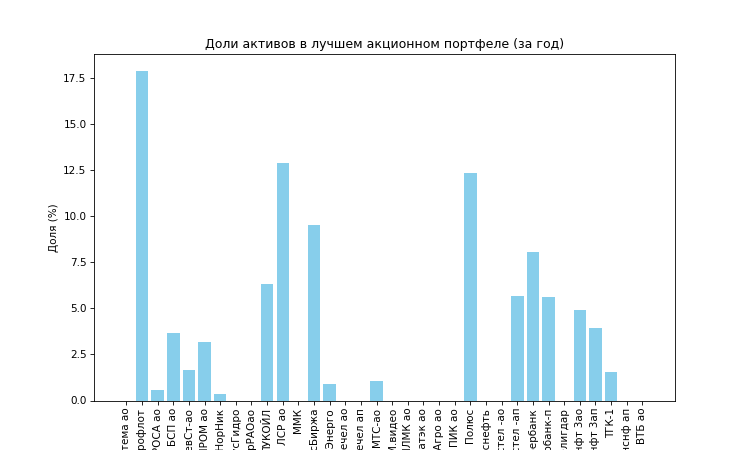 Доли активов в лучшем акционном портфеле (за год)
Доля (%)
17.5
15.0
12.5
10.0
7.5
5.0
2.5
0.0
тема ао
рофлот
РОСА ао
БСП ао
евСт-ао
ПРОМ ао
НорНик
сГидро
рРАОао
ЛУКОЙЛ
ЛСР ао
ММК
сБиржа
Энерго
ечел ао
ечел ап
МТС-ао
М.видео
ЛМК ао
атэк ао
Агро ао
ПИК ао
Полюс
снефть
стел -ао
стел -ап
ербанк
рбанк-п
лигдар
нфт 3ао
нфт 3ап
ТГК-1
нснф ап
ВТБ ао